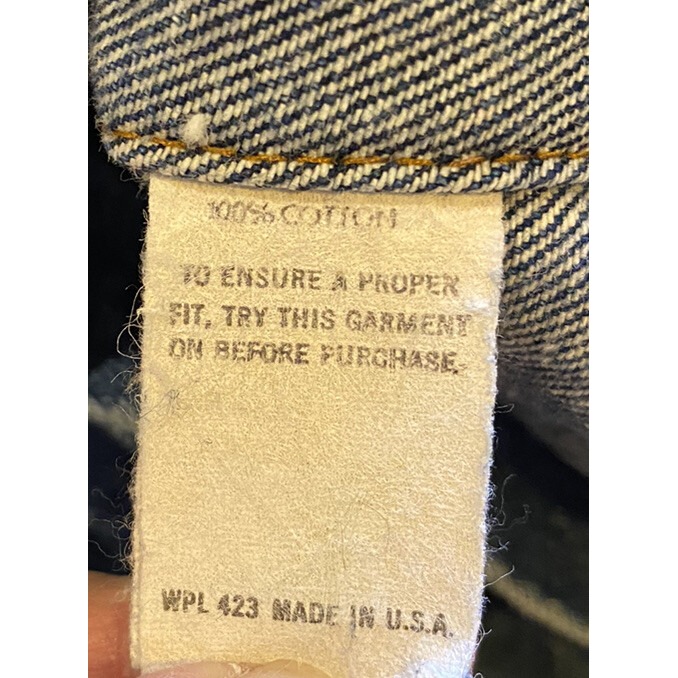 100% COTTON
TO ENSURE A PROPER
FIT, TRY THIS GARMENT
ON BEFORE PURCHASE.
WPL 423 MADE IN U.S.A.